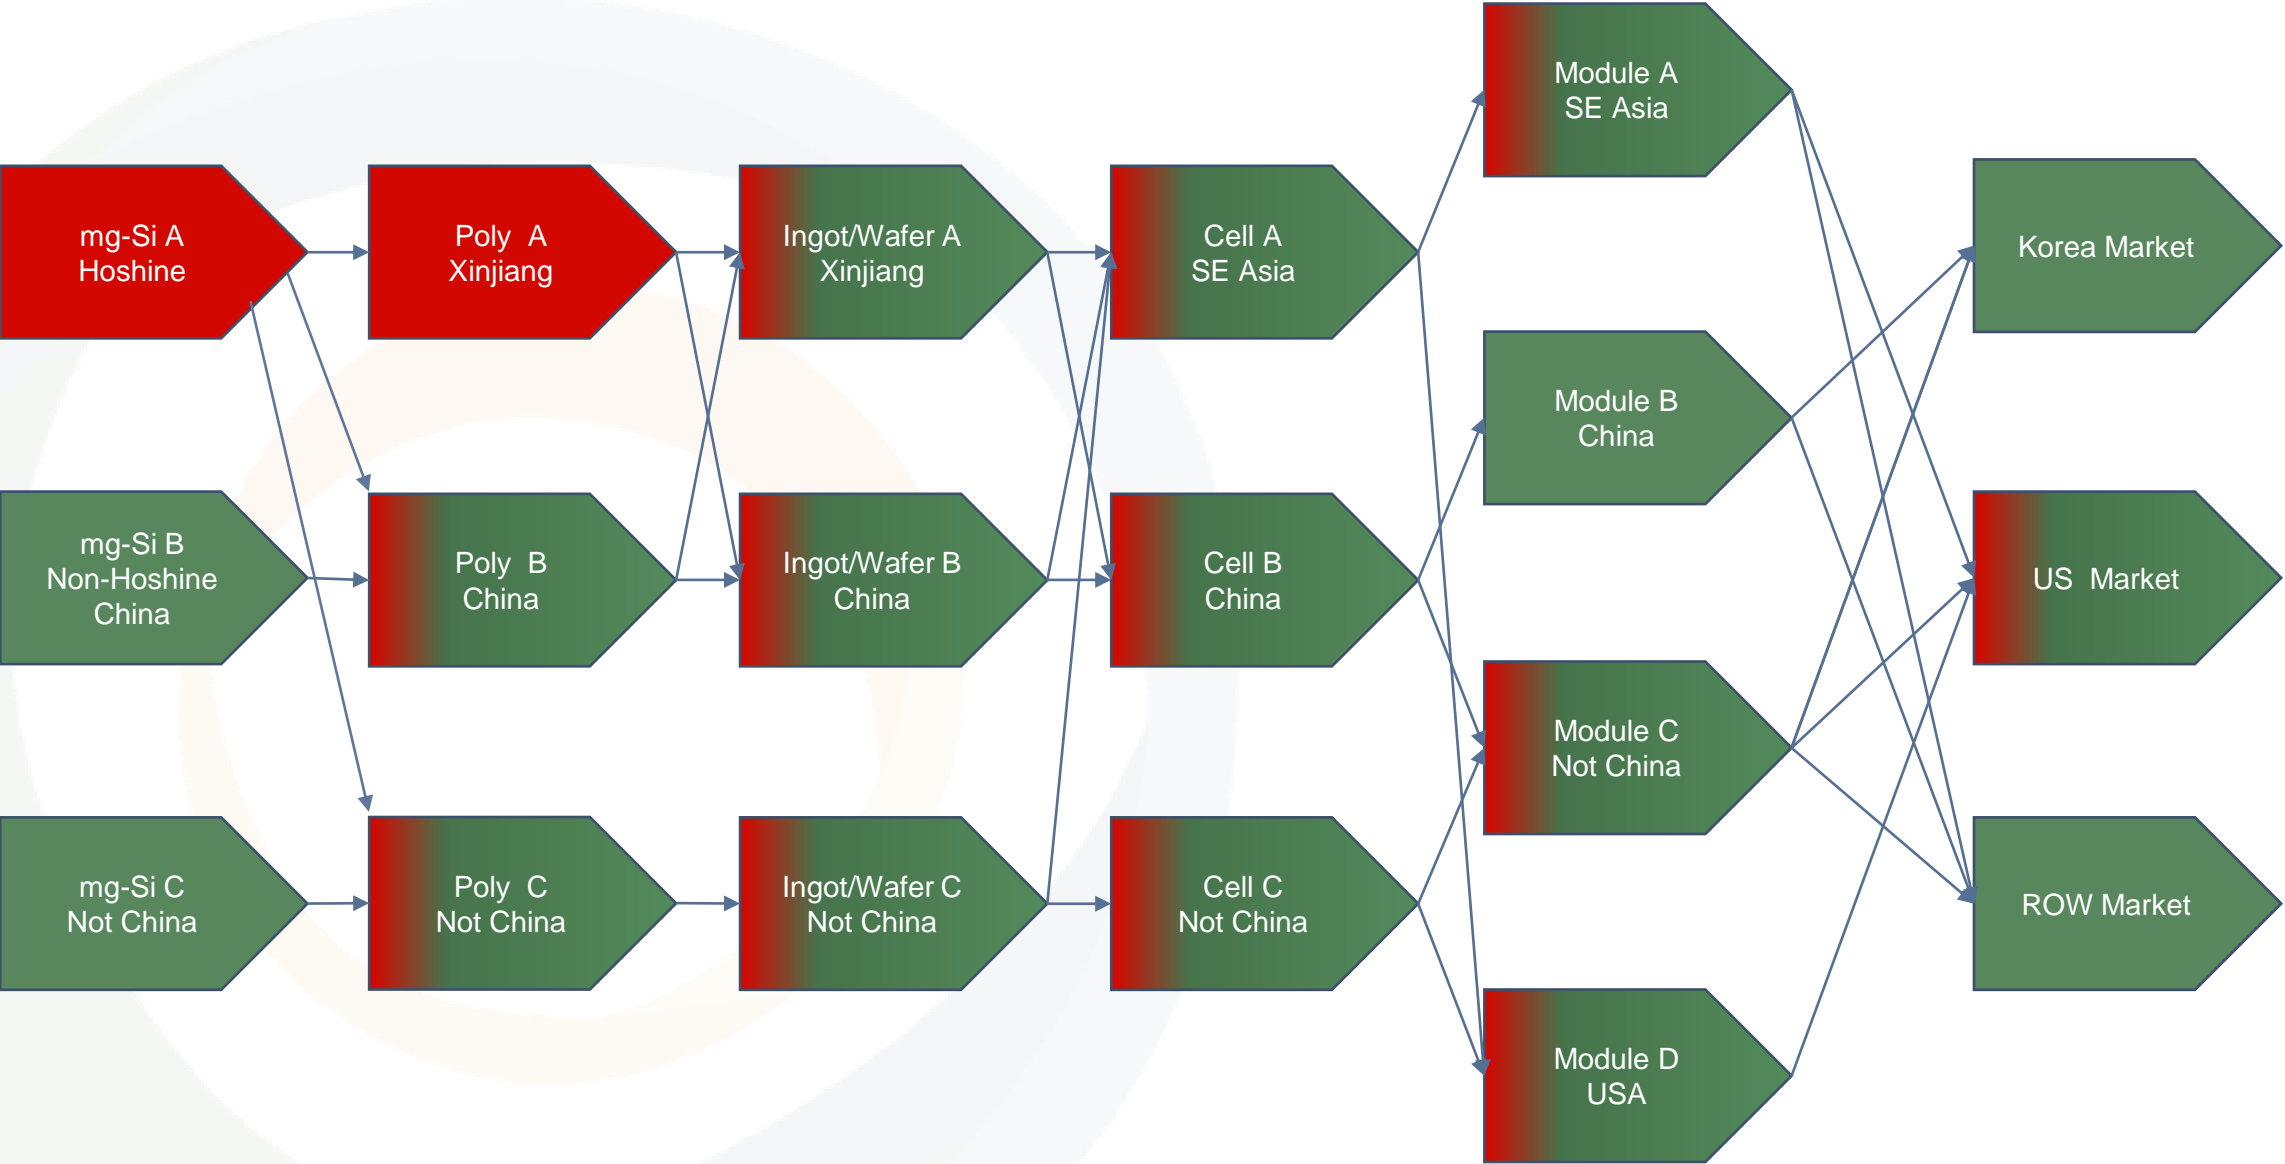 mg-Si A
Hoshine
mg-Si B
Non-Hoshine
China
mg-Si C
Not China
Poly  A
Xinjiang
Poly  B
China
Poly  C
Not China
Ingot/Wafer A
Xinjiang
Ingot/Wafer B
China
Ingot/Wafer C
Not China
Cell A
SE Asia
Cell B
China
Cell C
Not China
Module A
SE Asia
Module B
China
Module C
Not China
Module D
USA
Korea Market
US  Market
ROW Market